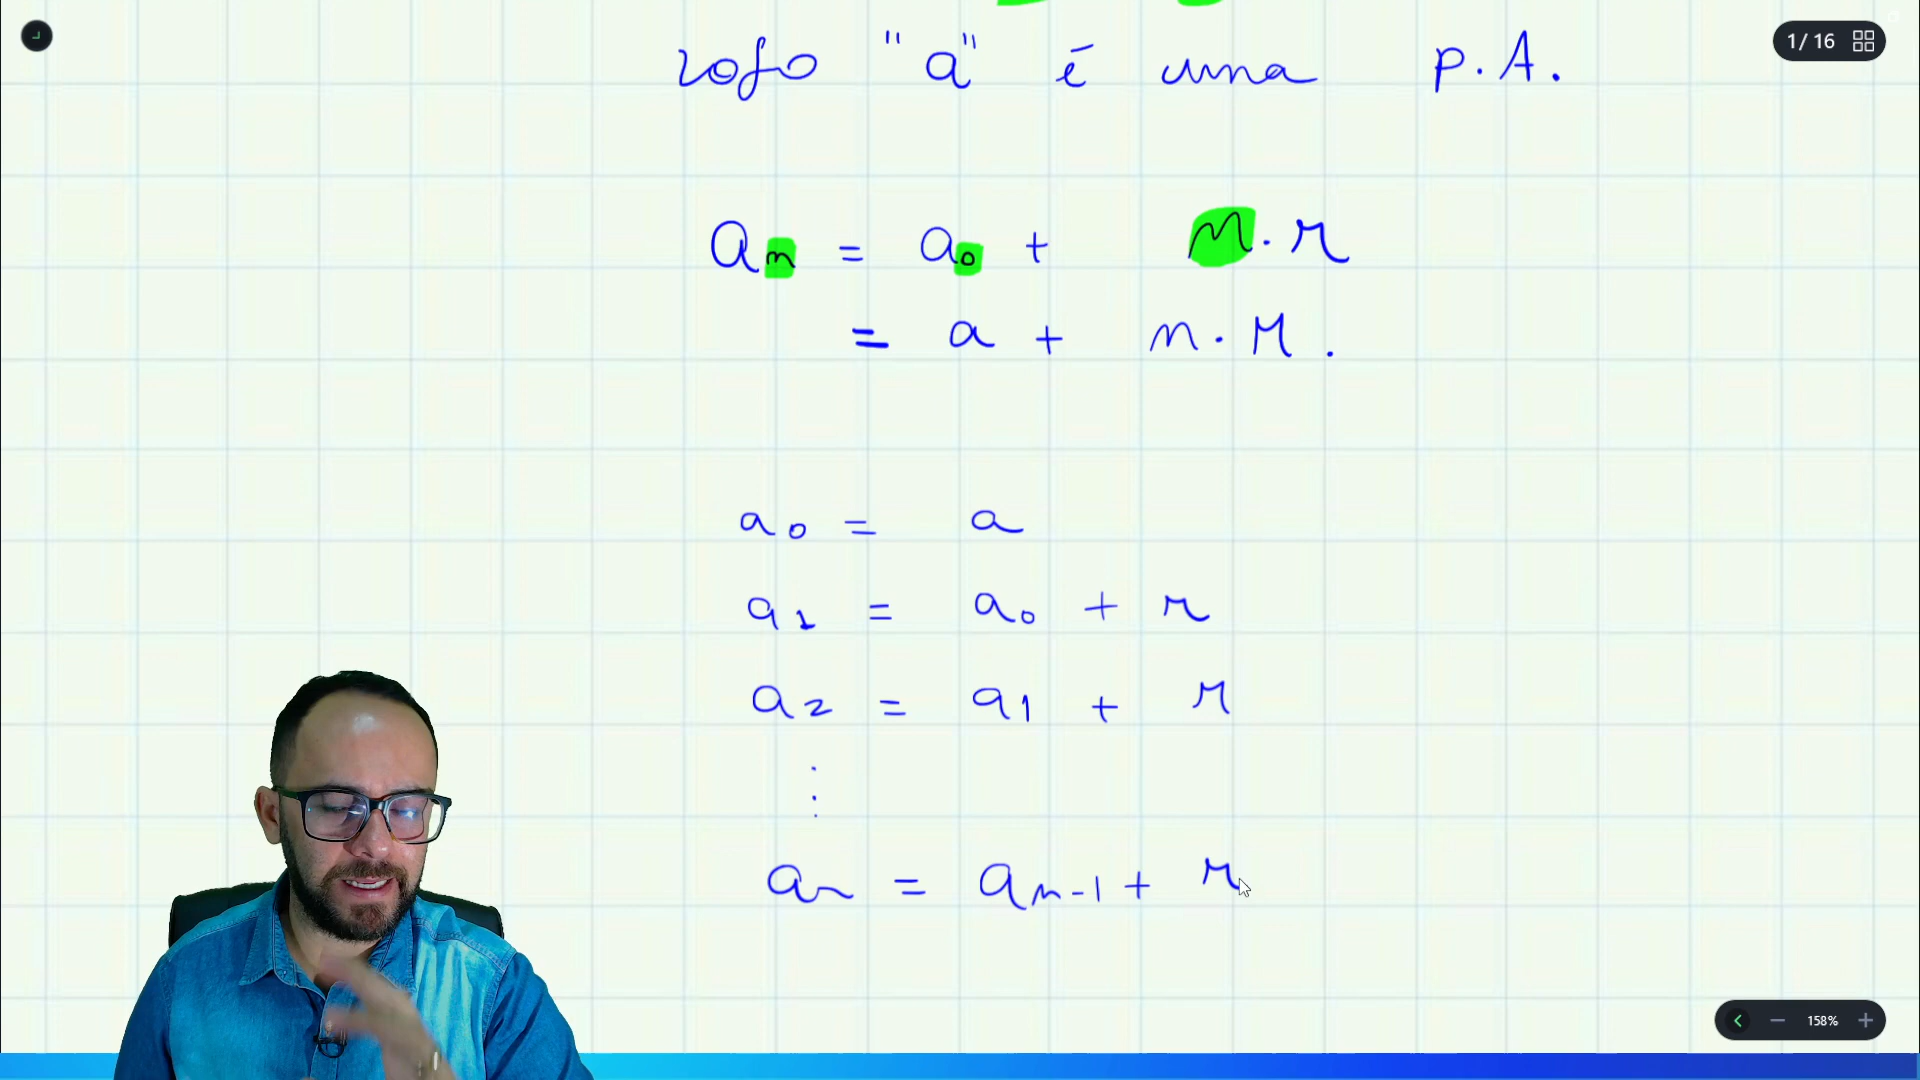 1/ 16
logo "a" é uma P.A.
an = a0 + n.r
= a + n.r.
a0 = a
a1 = a0 + r
a2 = a1 + r
⋮
an = an-1 + r
158%